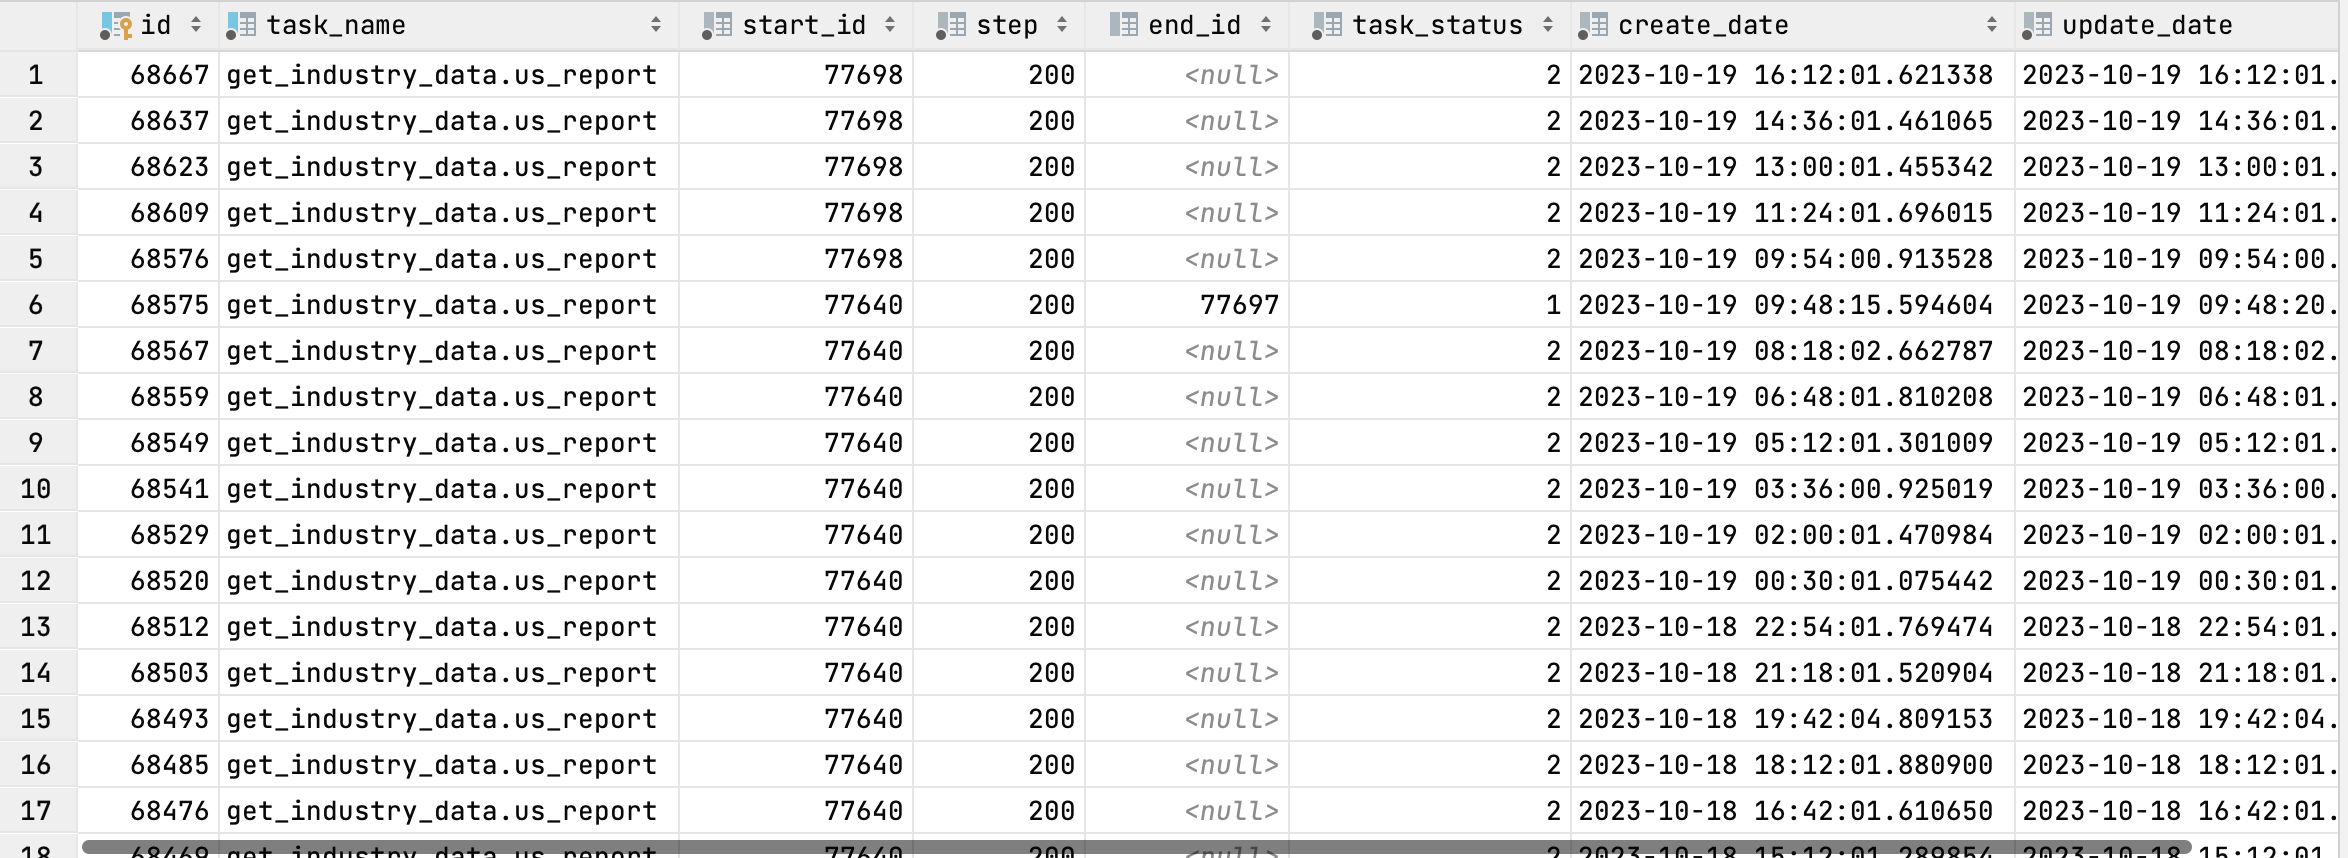 id task_name start_id step end_id task_status create_date update_date
1 68667 get_industry_data.us_report 77698 200 <null> 2 2023-10-19 16:12:01.621338 2023-10-19 16:12:01.
2 68637 get_industry_data.us_report 77698 200 <null> 2 2023-10-19 14:36:01.461065 2023-10-19 14:36:01.
3 68623 get_industry_data.us_report 77698 200 <null> 2 2023-10-19 13:00:01.455342 2023-10-19 13:00:01.
4 68609 get_industry_data.us_report 77698 200 <null> 2 2023-10-19 11:24:01.696015 2023-10-19 11:24:01.
5 68576 get_industry_data.us_report 77698 200 <null> 2 2023-10-19 09:54:00.913528 2023-10-19 09:54:00.
6 68575 get_industry_data.us_report 77640 200 77697 1 2023-10-19 09:48:15.594604 2023-10-19 09:48:20.
7 68567 get_industry_data.us_report 77640 200 <null> 2 2023-10-19 08:18:02.662787 2023-10-19 08:18:02.
8 68559 get_industry_data.us_report 77640 200 <null> 2 2023-10-19 06:48:01.810208 2023-10-19 06:48:01.
9 68549 get_industry_data.us_report 77640 200 <null> 2 2023-10-19 05:12:01.301009 2023-10-19 05:12:01.
10 68541 get_industry_data.us_report 77640 200 <null> 2 2023-10-19 03:36:00.925019 2023-10-19 03:36:00.
11 68529 get_industry_data.us_report 77640 200 <null> 2 2023-10-19 02:00:01.470984 2023-10-19 02:00:01.
12 68520 get_industry_data.us_report 77640 200 <null> 2 2023-10-19 00:30:01.075442 2023-10-19 00:30:01.
13 68512 get_industry_data.us_report 77640 200 <null> 2 2023-10-18 22:54:01.769474 2023-10-18 22:54:01.
14 68503 get_industry_data.us_report 77640 200 <null> 2 2023-10-18 21:18:01.520904 2023-10-18 21:18:01.
15 68493 get_industry_data.us_report 77640 200 <null> 2 2023-10-18 19:42:04.809153 2023-10-18 19:42:04.
16 68485 get_industry_data.us_report 77640 200 <null> 2 2023-10-18 18:12:01.880900 2023-10-18 18:12:01.
17 68476 get_industry_data.us_report 77640 200 <null> 2 2023-10-18 16:42:01.610650 2023-10-18 16:42:01.
18